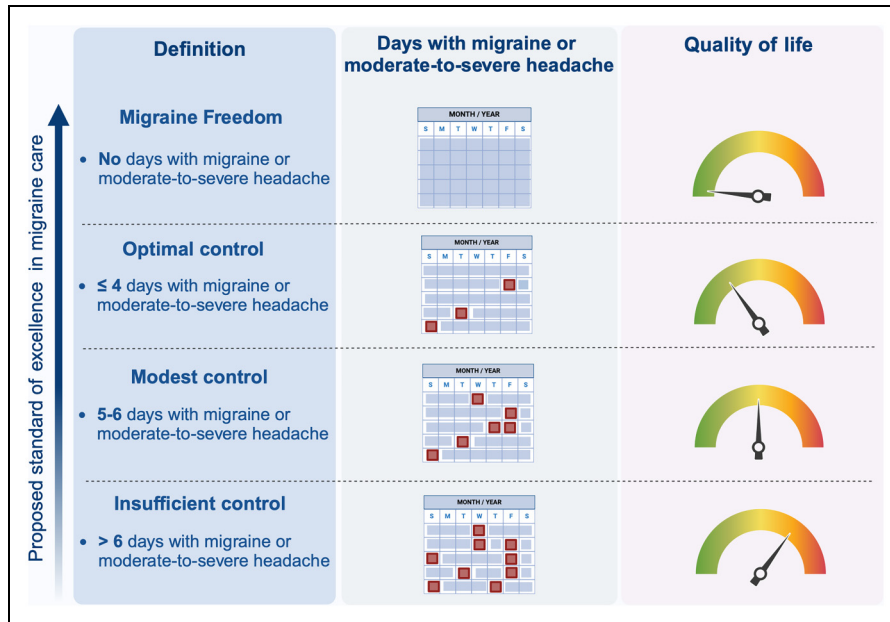 Definition
Days with migraine or
moderate-to-severe headache
Quality of life
Proposed standard of excellence in migraine care
Migraine Freedom
• No days with migraine or
moderate-to-severe headache
MONTH / YEAR
S M T W T F S
Optimal control
• ≤ 4 days with migraine or
moderate-to-severe headache
MONTH / YEAR
S M T W T F S
Modest control
• 5-6 days with migraine or
moderate-to-severe headache
MONTH / YEAR
S M T W T F S
Insufficient control
• > 6 days with migraine or
moderate-to-severe headache
MONTH / YEAR
S M T W T F S